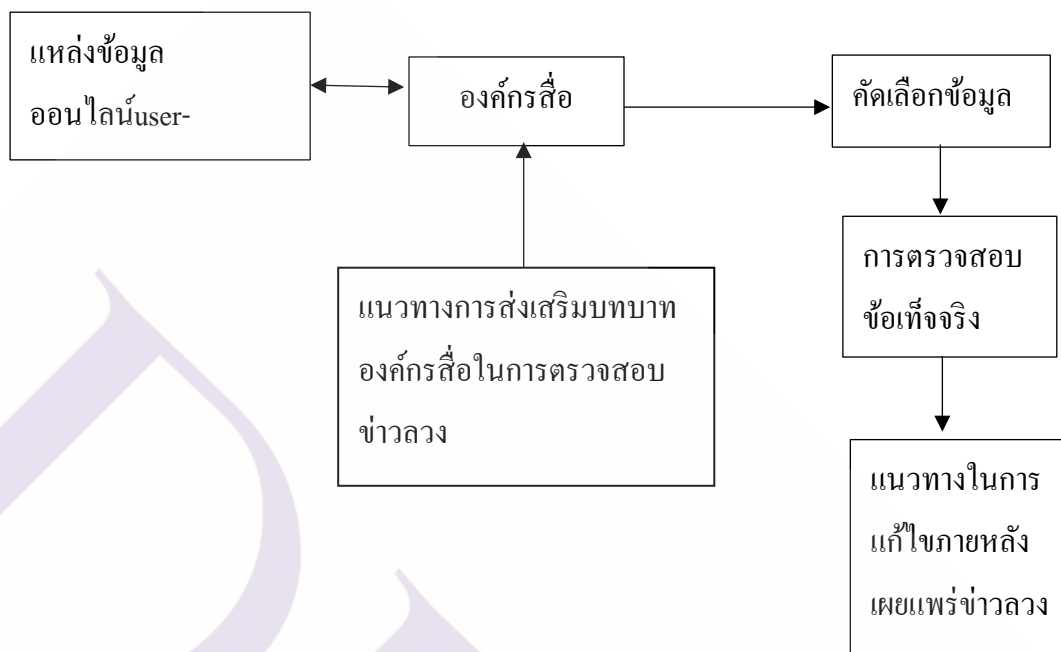 แหล่งข้อมูล
ออนไลน์user-
องค์กรสื่อ
คัดเลือกข้อมูล
การตรวจสอบ
ข้อเท็จจริง
แนวทางการส่งเสริมบทบาท
องค์กรสื่อในการตรวจสอบ
ข่าวลวง
แนวทางในการ
แก้ไขภายหลัง
เผยแพร่ข่าวลวง